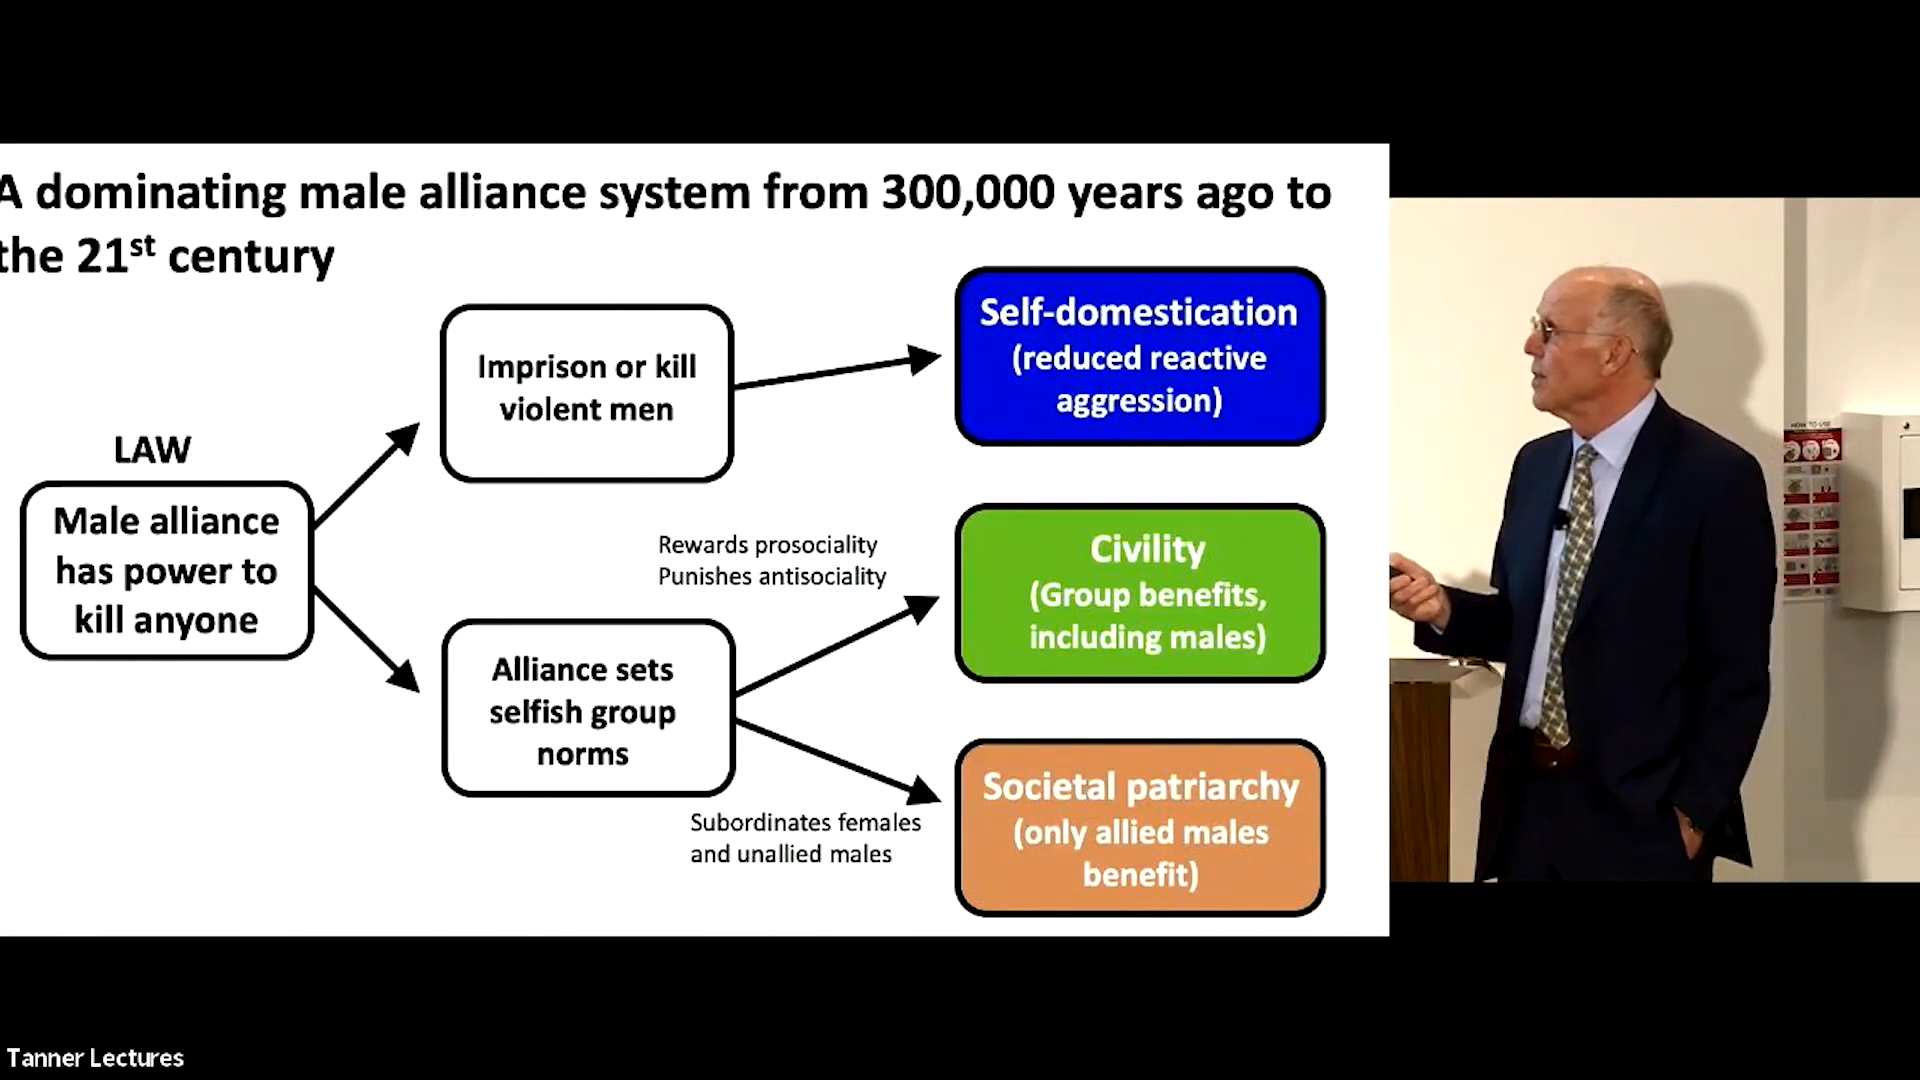 A dominating male alliance system from 300,000 years ago to
the 21st century
LAW
Male alliance
has power to
kill anyone
Imprison or kill
violent men
Self-domestication
(reduced reactive
aggression)
Rewards prosociality
Punishes antisociality
Alliance sets
selfish group
norms
Civility
(Group benefits,
including males)
Subordinates females
and unallied males
Societal patriarchy
(only allied males
benefit)
HOW TO USE
Tanner Lectures